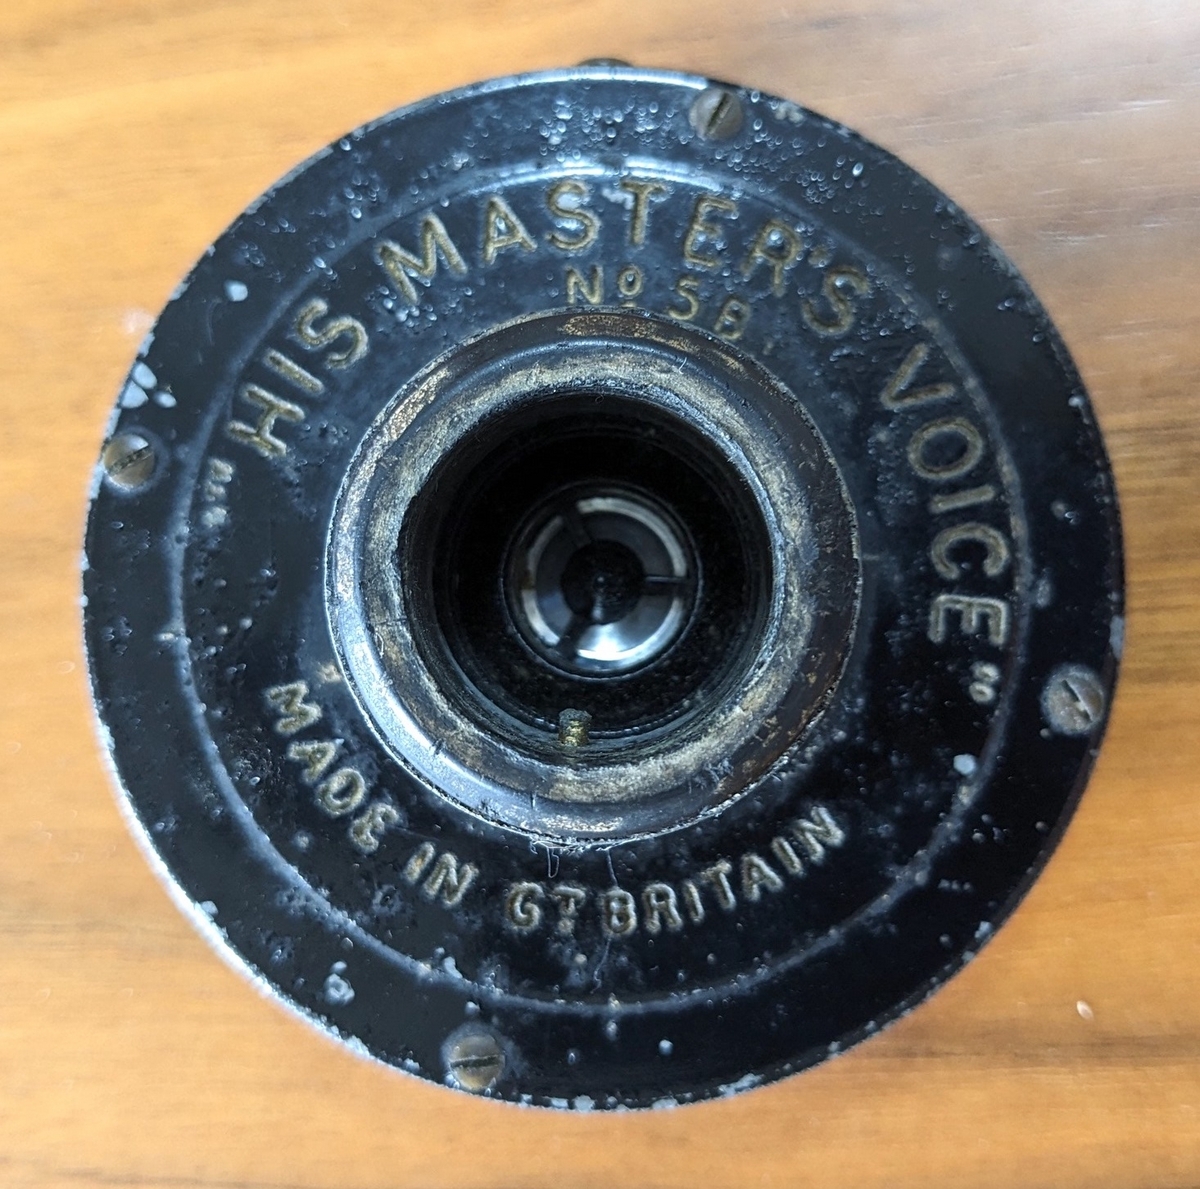 "HIS MASTER'S VOICE"
No 5B
MADE IN GT BRITAIN